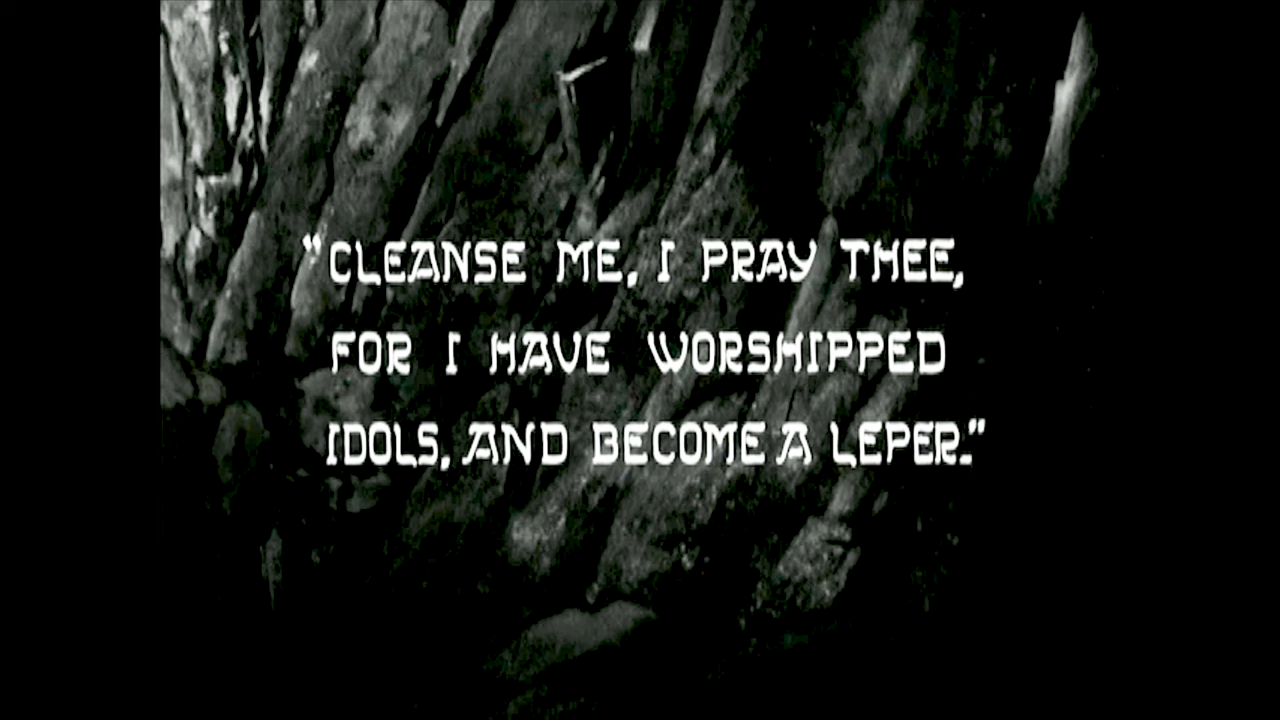 "CLEANSE ME, I PRAY THEE,
FOR I HAVE WORSHIPPED
IDOLS, AND BECOME A LEPER."